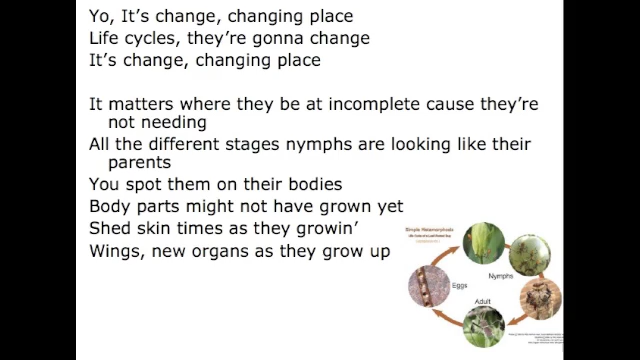 Yo, It’s change, changing place
Life cycles, they’re gonna change
It’s change, changing place
It matters where they be at incomplete cause they’re
not needing
All the different stages nymphs are looking like their
parents
You spot them on their bodies
Body parts might not have grown yet
Shed skin times as they growin’
Wings, new organs as they grow up
Simple Metamorphosis
Nymphs
Eggs
Adult